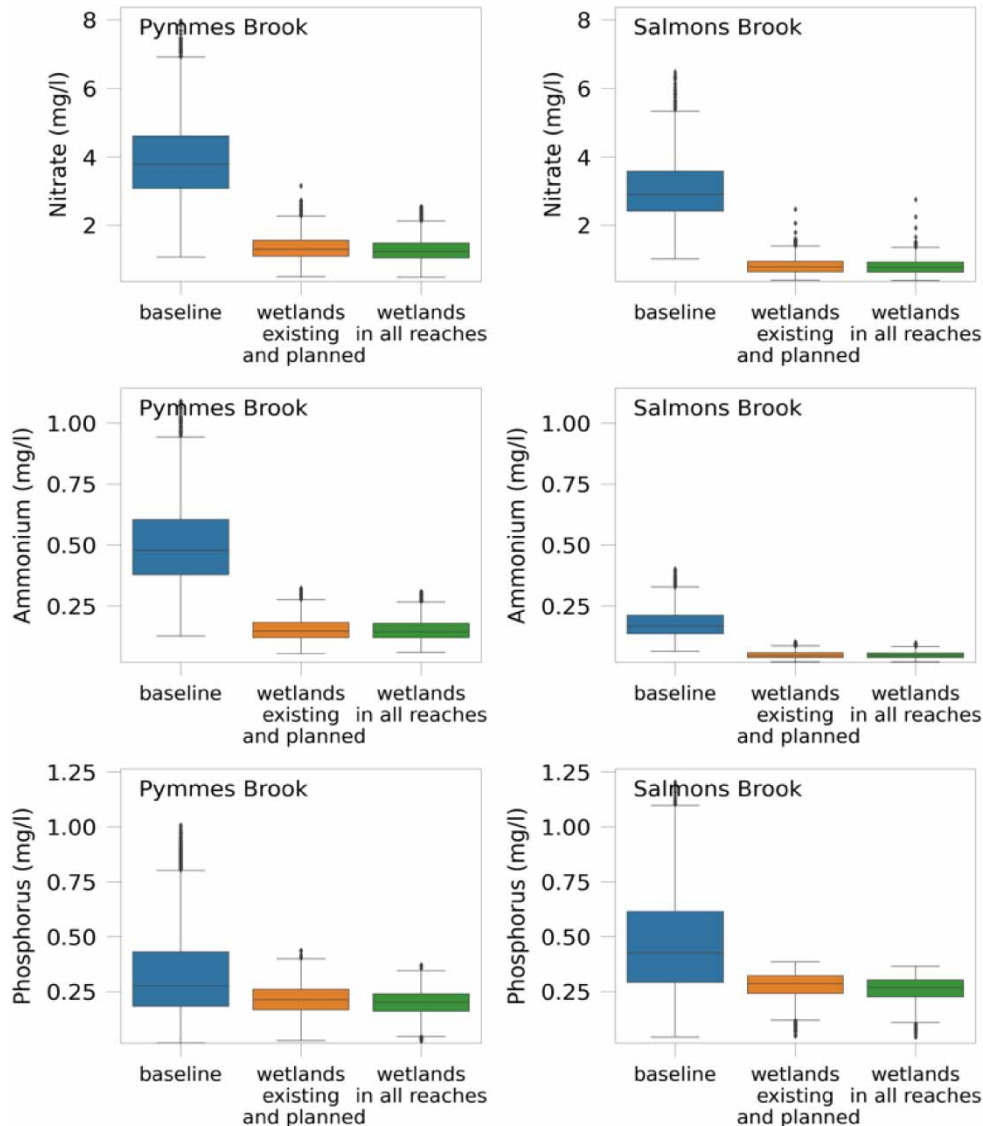 Pymmes Brook
Nitrate (mg/l)
8
6
4
2
baseline
wetlands
existing
and planned
wetlands
in all reaches
Salmons Brook
Nitrate (mg/l)
8
6
4
2
baseline
wetlands
existing
and planned
wetlands
in all reaches
Pymmes Brook
Ammonium (mg/l)
1.00
0.75
0.50
0.25
baseline
wetlands
existing
and planned
wetlands
in all reaches
Salmons Brook
Ammonium (mg/l)
1.00
0.75
0.50
0.25
baseline
wetlands
existing
and planned
wetlands
in all reaches
Pymmes Brook
Phosphorus (mg/l)
1.25
1.00
0.75
0.50
0.25
baseline
wetlands
existing
and planned
wetlands
in all reaches
Salmons Brook
Phosphorus (mg/l)
1.25
1.00
0.75
0.50
0.25
baseline
wetlands
existing
and planned
wetlands
in all reaches